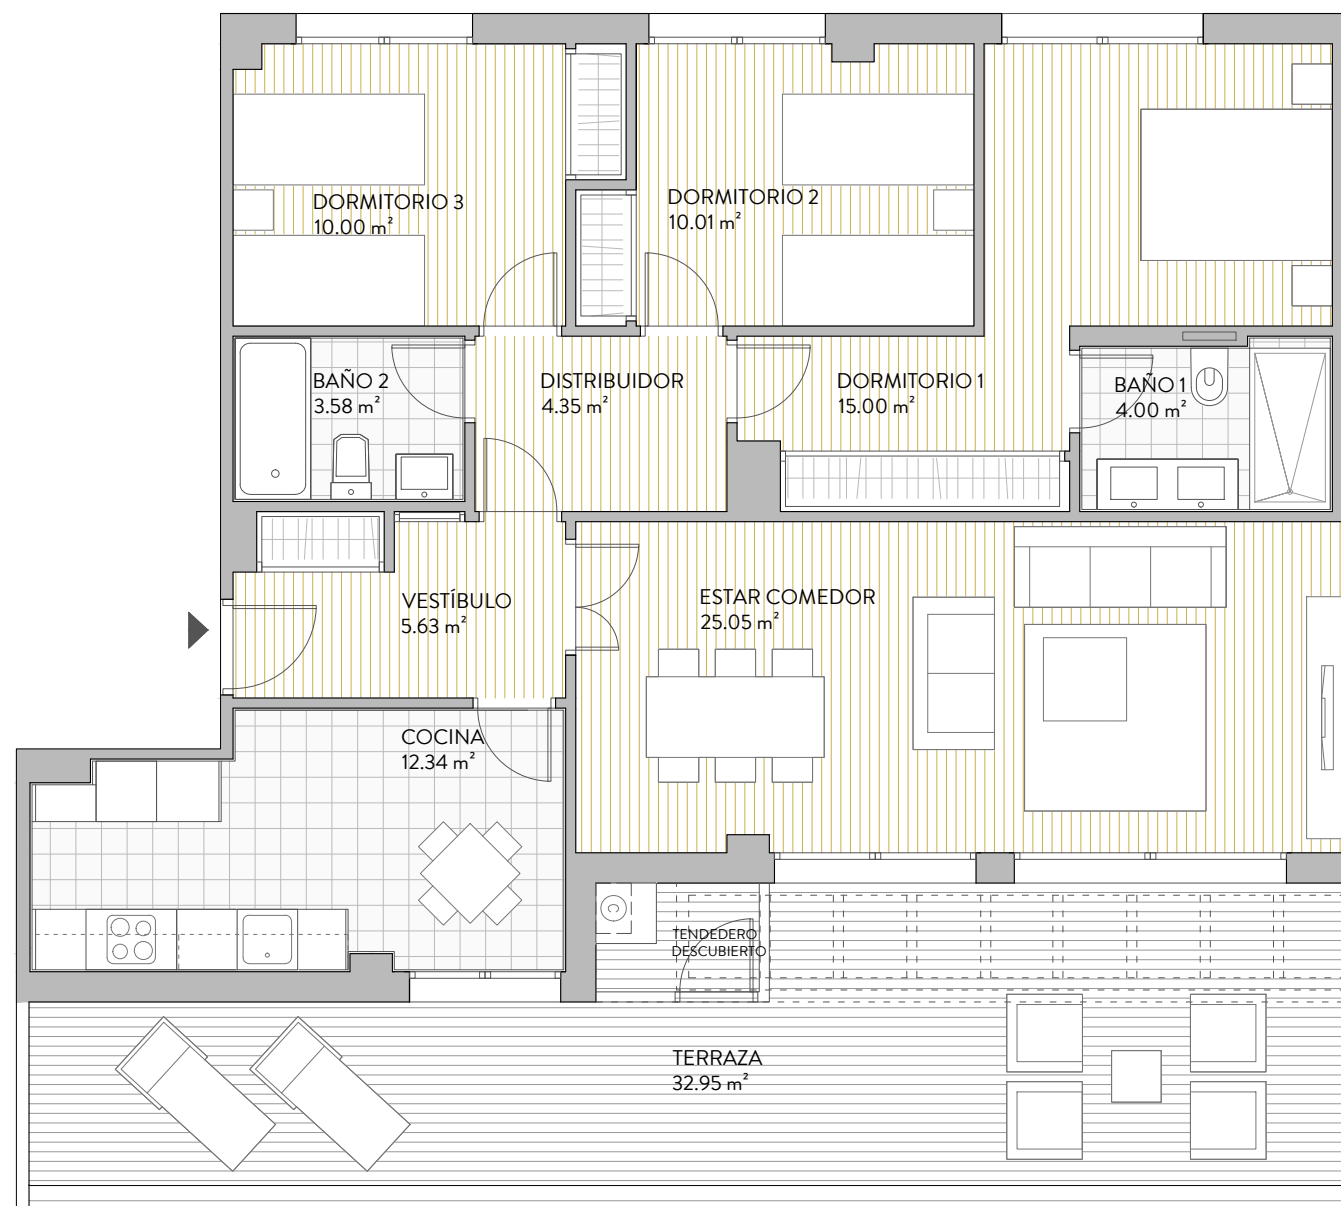 DORMITORIO 3
10.00 m²
DORMITORIO 2
10.01 m²
BAÑO 2
3.58 m²
DISTRIBUIDOR
4.35 m²
DORMITORIO 1
15.00 m²
BAÑO 1
4.00 m²
VESTÍBULO
5.63 m²
ESTAR COMEDOR
25.05 m²
COCINA
12.34 m²
C
TENDEDERO
DESCUBIERTO
TERRAZA
32.95 m²